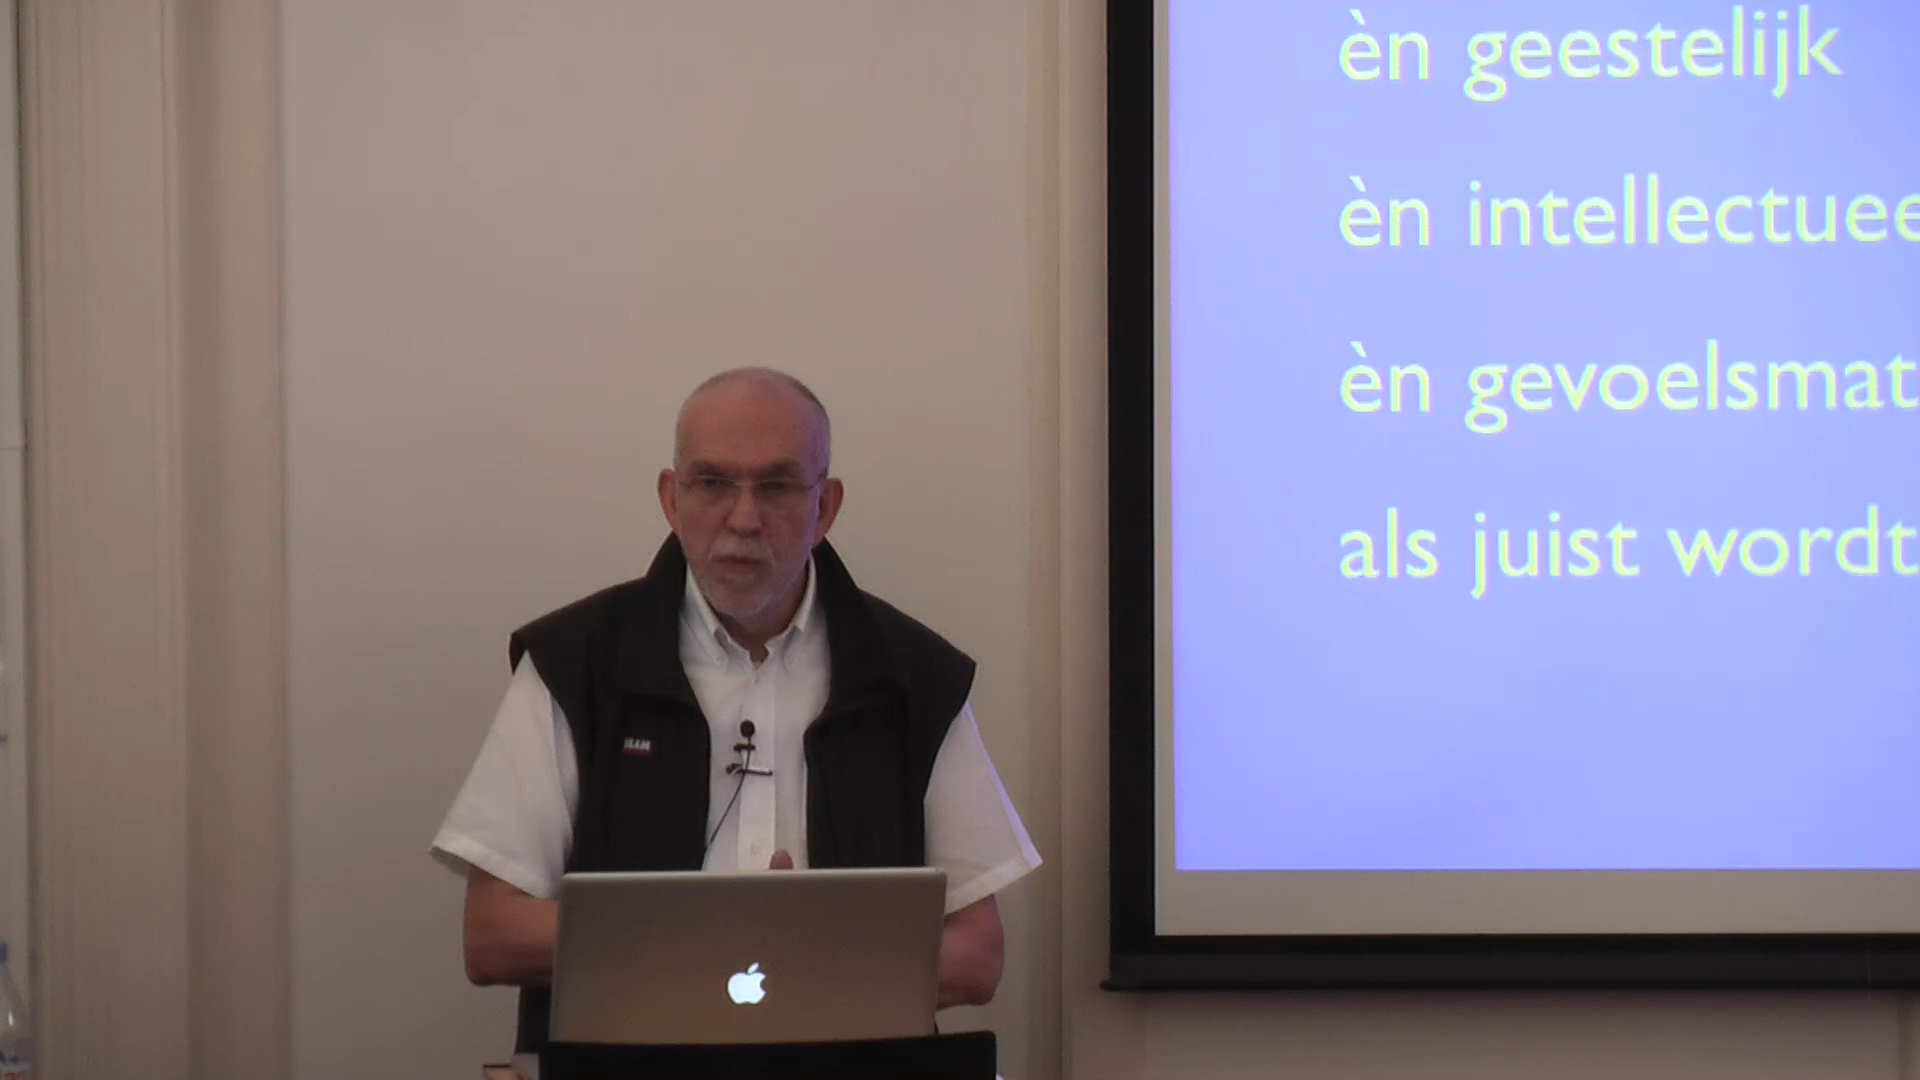 èn geestelijk
èn intellectuee
èn gevoelsmat
als juist wordt